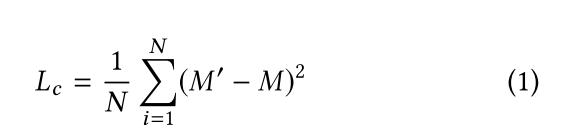 L_c = \frac{1}{N} \sum_{i=1}^{N} (M' - M)^2 (1)